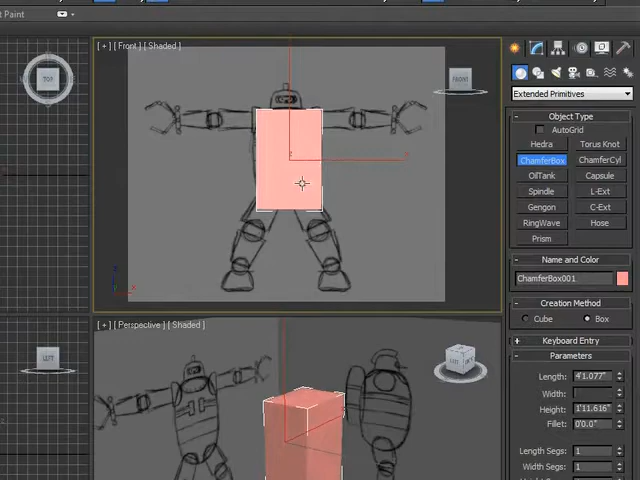 t Paint
[ + ] [ Front ] [ Shaded ]
TOP
FRONT
Extended Primitives
- Object Type
AutoGrid
Hedra Torus Knot
ChamferBox ChamferCyl
OilTank Capsule
Spindle L-Ext
Gengon C-Ext
RingWave Hose
Prism
- Name and Color
ChamferBox001
- Creation Method
Cube Box
+ Keyboard Entry
- Parameters
Length: 4'1.077"
Width:
Height: 1'11.616"
Fillet: 0'0.0"
Length Segs: 1
Width Segs: 1
[ + ] [ Perspective ] [ Shaded ]
LEFT
x